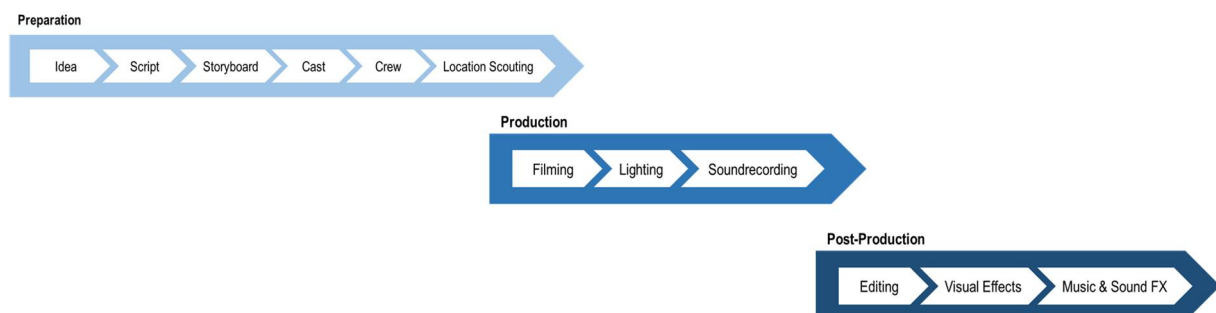 Preparation
Idea
Script
Storyboard
Cast
Crew
Location Scouting
Production
Filming
Lighting
Soundrecording
Post-Production
Editing
Visual Effects
Music & Sound FX